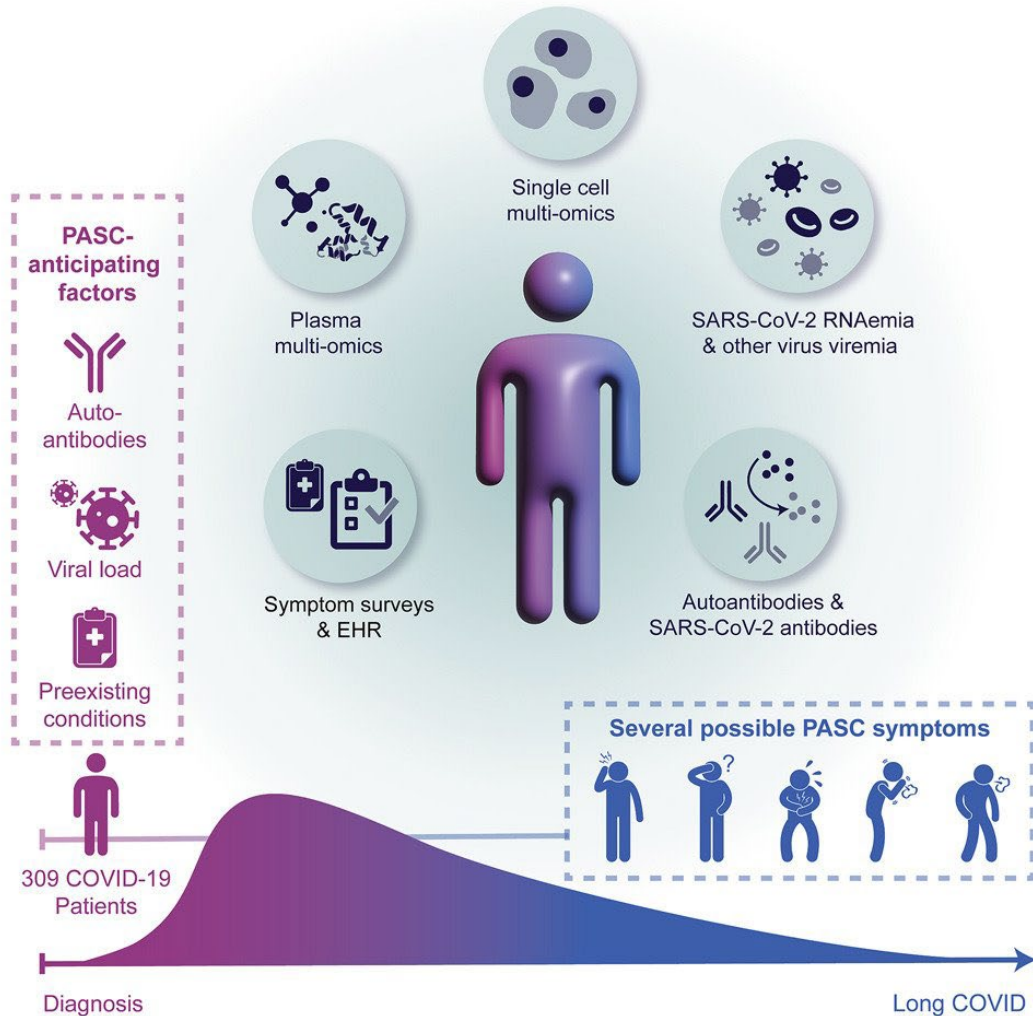 Single cell
multi-omics
Plasma
multi-omics
SARS-CoV-2 RNAemia
& other virus viremia
Symptom surveys
& EHR
Autoantibodies &
SARS-CoV-2 antibodies
PASC-
anticipating
factors
Auto-
antibodies
Viral load
Preexisting
conditions
Several possible PASC symptoms
?
309 COVID-19
Patients
Diagnosis
Long COVID